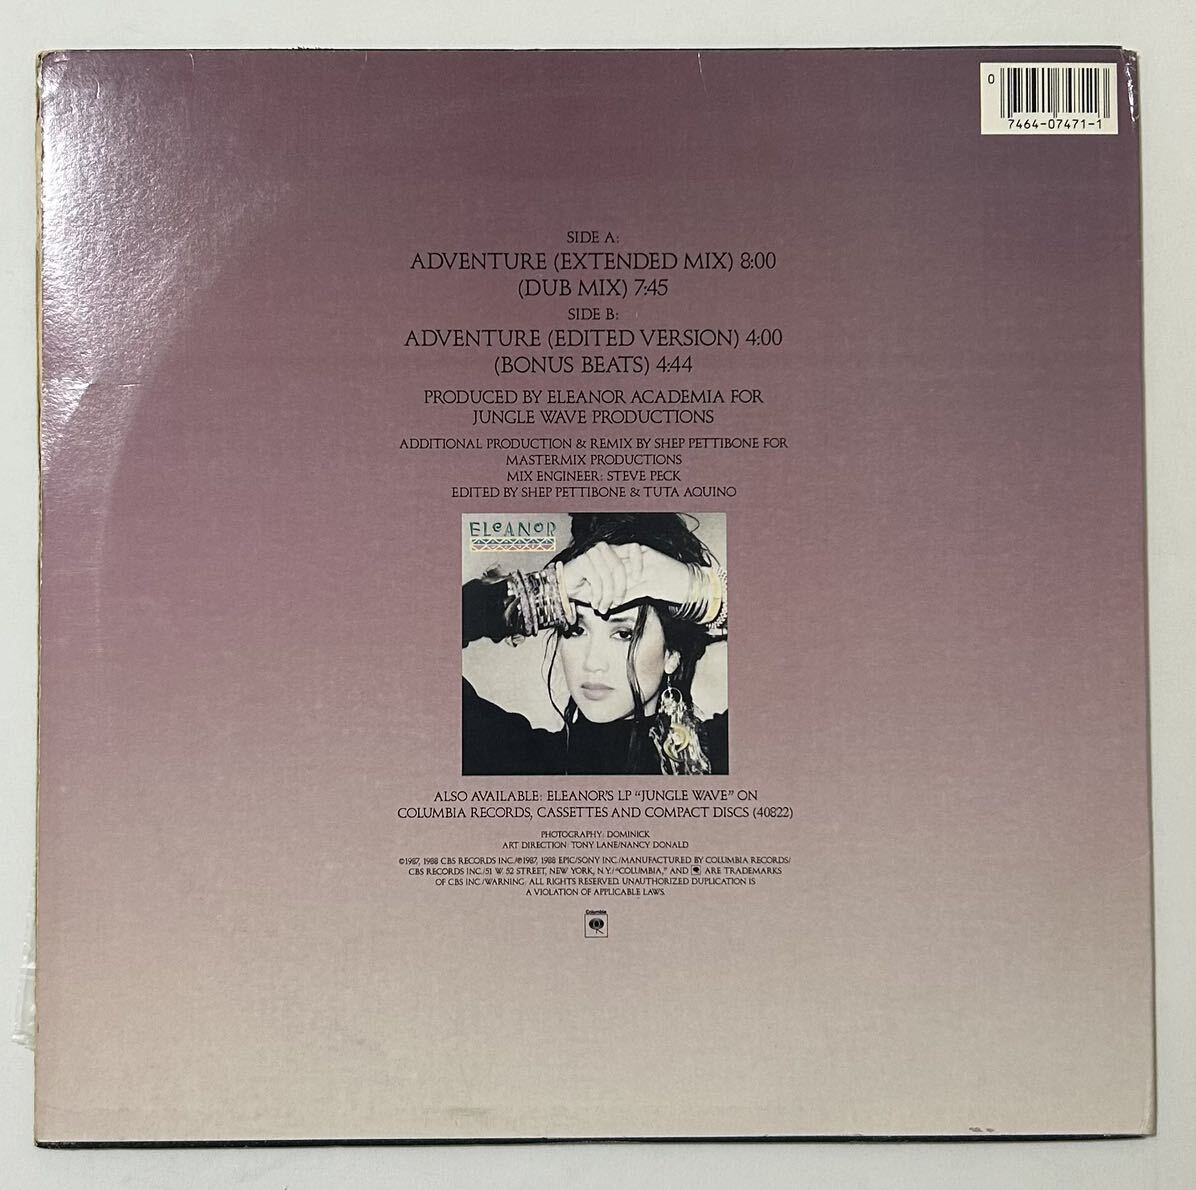 0
7464-07471-1
SIDE A:
ADVENTURE (EXTENDED MIX) 8:00
(DUB MIX) 7:45
SIDE B:
ADVENTURE (EDITED VERSION) 4:00
(BONUS BEATS) 4:44
PRODUCED BY ELEANOR ACADEMIA FOR
JUNGLE WAVE PRODUCTIONS
ADDITIONAL PRODUCTION & REMIX BY SHEP PETTIBONE FOR
MASTERMIX PRODUCTIONS
MIX ENGINEER: STEVE PECK
EDITED BY SHEP PETTIBONE & TUTA AQUINO
ELEANOR
ALSO AVAILABLE: ELEANOR'S LP "JUNGLE WAVE" ON
COLUMBIA RECORDS, CASSETTES AND COMPACT DISCS (40822)
PHOTOGRAPHY: DOMINICK
ART DIRECTION: TONY LANE/NANCY DONALD
©1987, 1988 CBS RECORDS INC./℗1987, 1988 EPIC/SONY INC./MANUFACTURED BY COLUMBIA RECORDS/
CBS RECORDS INC./51 W. 52 STREET, NEW YORK, N.Y./"COLUMBIA," AND ARE TRADEMARKS
OF CBS INC./WARNING: ALL RIGHTS RESERVED. UNAUTHORIZED DUPLICATION IS
A VIOLATION OF APPLICABLE LAWS.
Columbia